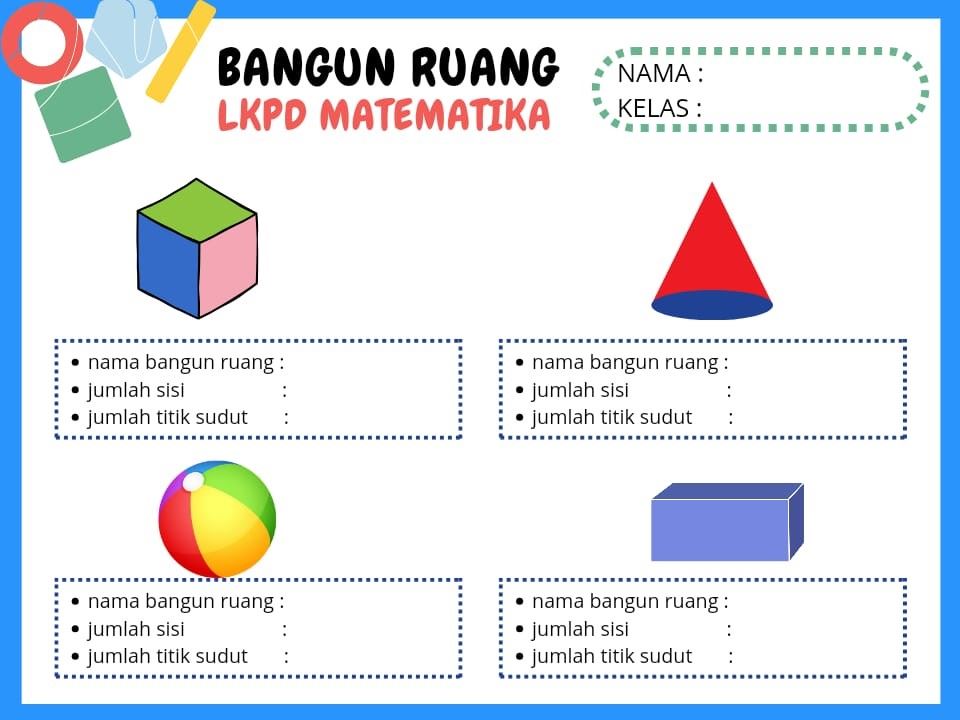 BANGUN RUANG
LKPD MATEMATIKA
NAMA :
KELAS :
• nama bangun ruang :
• jumlah sisi :
• jumlah titik sudut :
• nama bangun ruang :
• jumlah sisi :
• jumlah titik sudut :
• nama bangun ruang :
• jumlah sisi :
• jumlah titik sudut :
• nama bangun ruang :
• jumlah sisi :
• jumlah titik sudut :